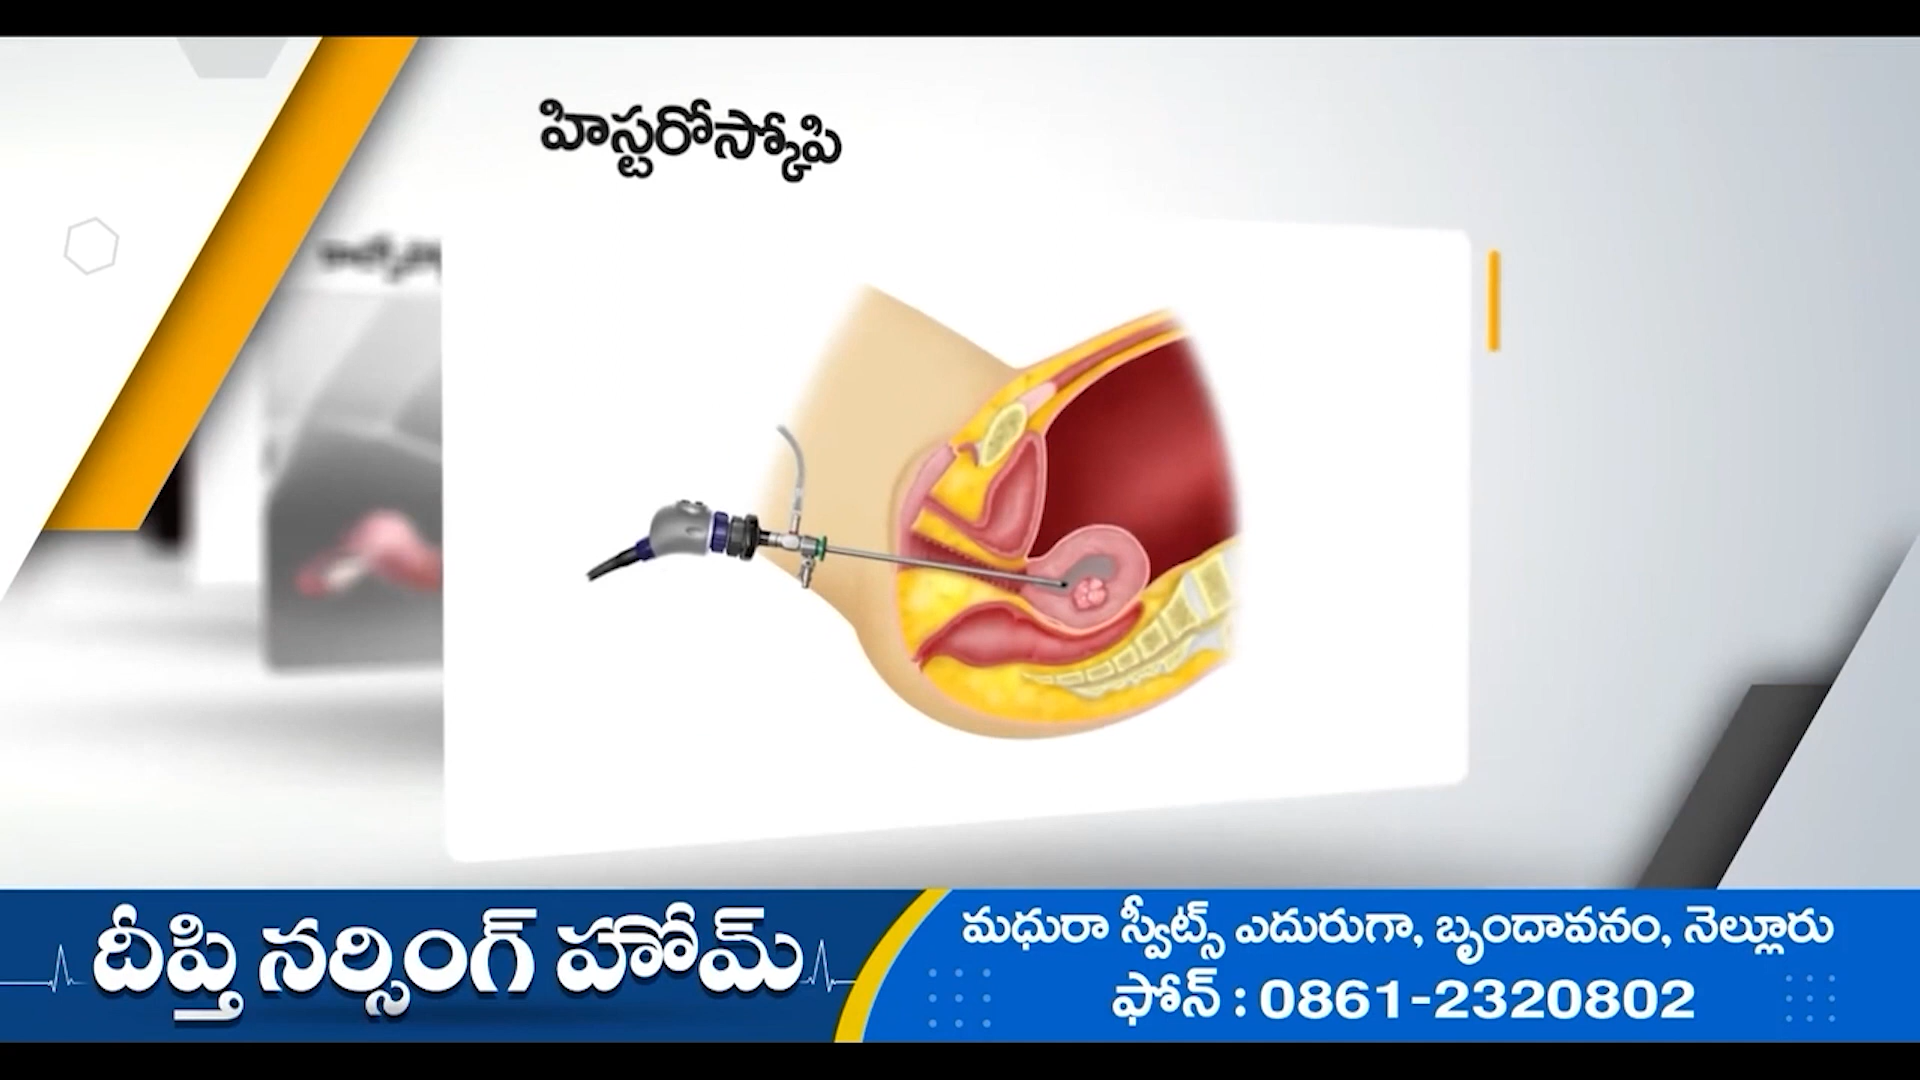 హిస్టరోస్కోపి
దీప్తి నర్సింగ్ హోమ్
మధురా స్వీట్స్ ఎదురుగా, బృందావనం, నెల్లూరు
ఫోన్ : 0861-2320802